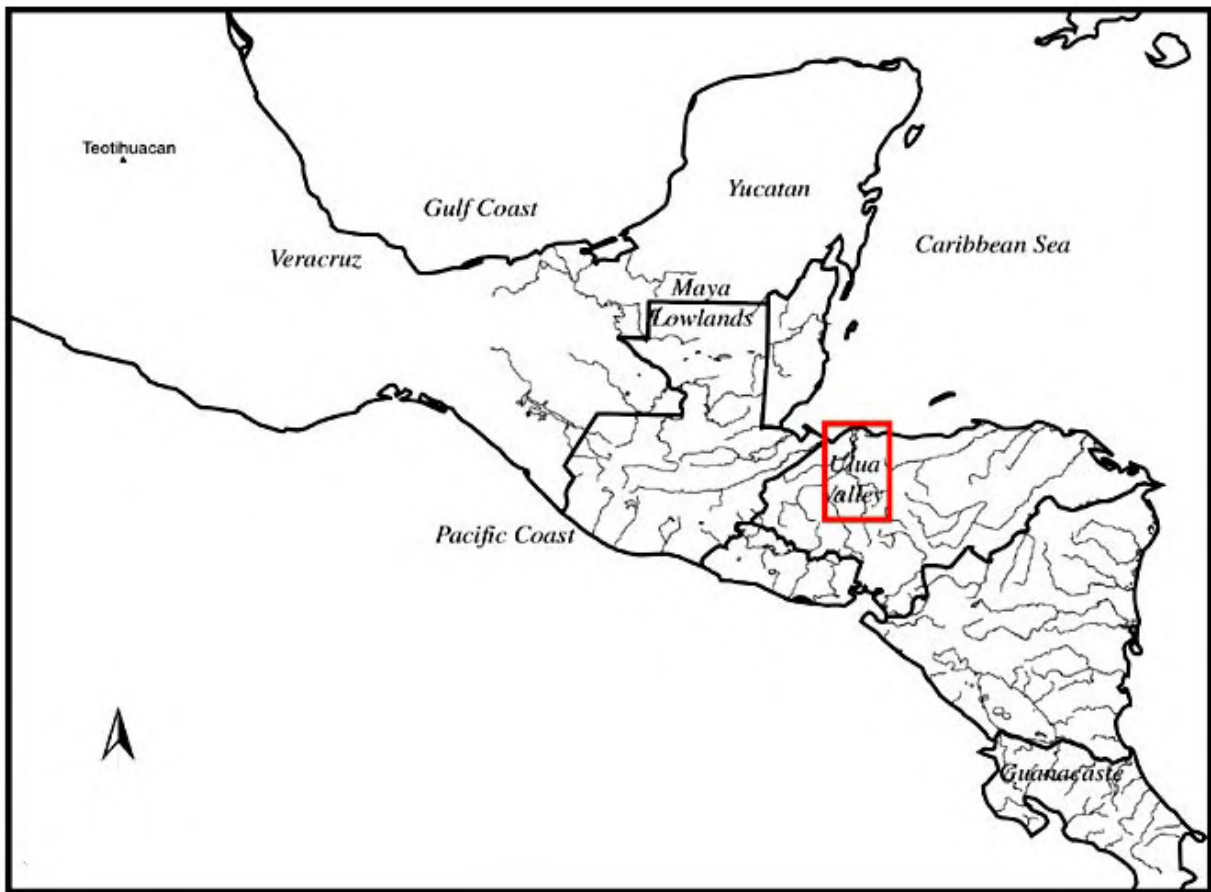 Teotihuacan
Yucatan
Gulf Coast
Caribbean Sea
Veracruz
Maya
Lowlands
Ulua
Valley
Pacific Coast
Guanacaste